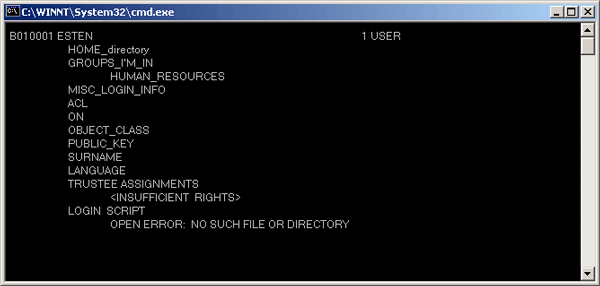 C:\WINNT\System32\cmd.exe
B010001 ESTEN 1 USER
HOME_directory
GROUPS_I'M_IN
HUMAN_RESOURCES
MISC_LOGIN_INFO
ACL
ON
OBJECT_CLASS
PUBLIC_KEY
SURNAME
LANGUAGE
TRUSTEE ASSIGNMENTS
<INSUFFICIENT RIGHTS>
LOGIN SCRIPT
OPEN ERROR: NO SUCH FILE OR DIRECTORY